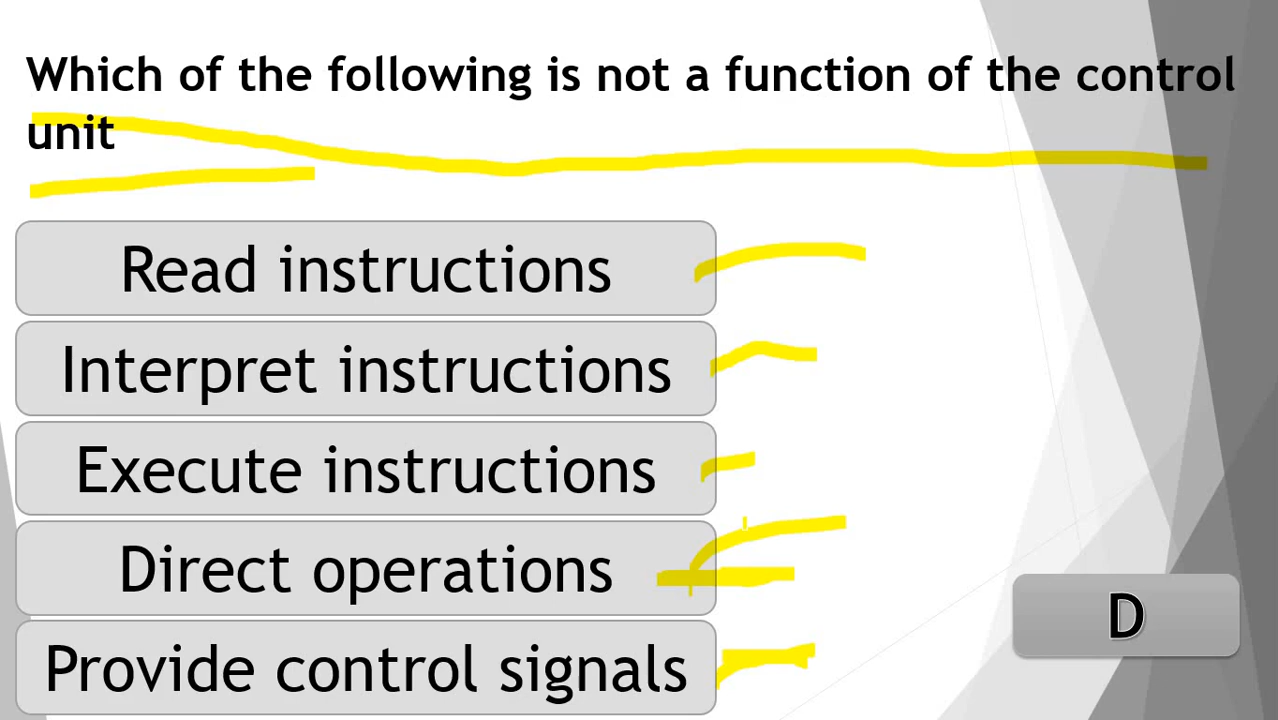 Which of the following is not a function of the control
unit
Read instructions
Interpret instructions
Execute instructions
Direct operations
Provide control signals
D